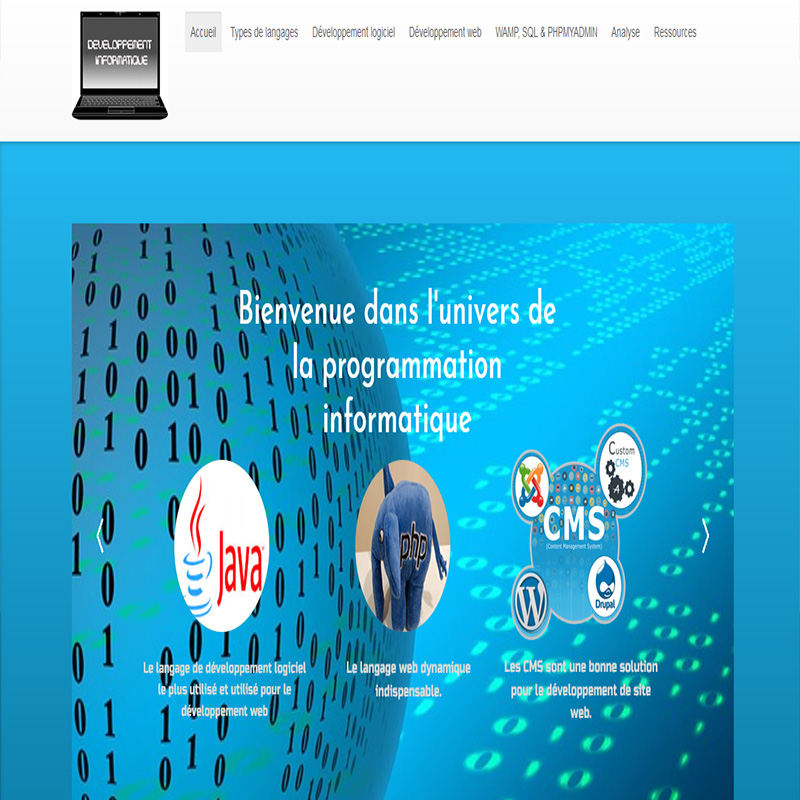 DEVELOPPEMENT
INFORMATIQUE
Accueil
Types de langages
Développement logiciel
Développement web
WAMP, SQL & PHPMYADMIN
Analyse
Ressources
Bienvenue dans l'univers de
la programmation
informatique
Java
php
Custom
CMS
CMS
(Content Management System)
Drupal
Le langage de développement logiciel
le plus utilisé et utilisé pour le
développement web
Le langage web dynamique
indispensable.
Les CMS sont une bonne solution
pour le développement de site
web.